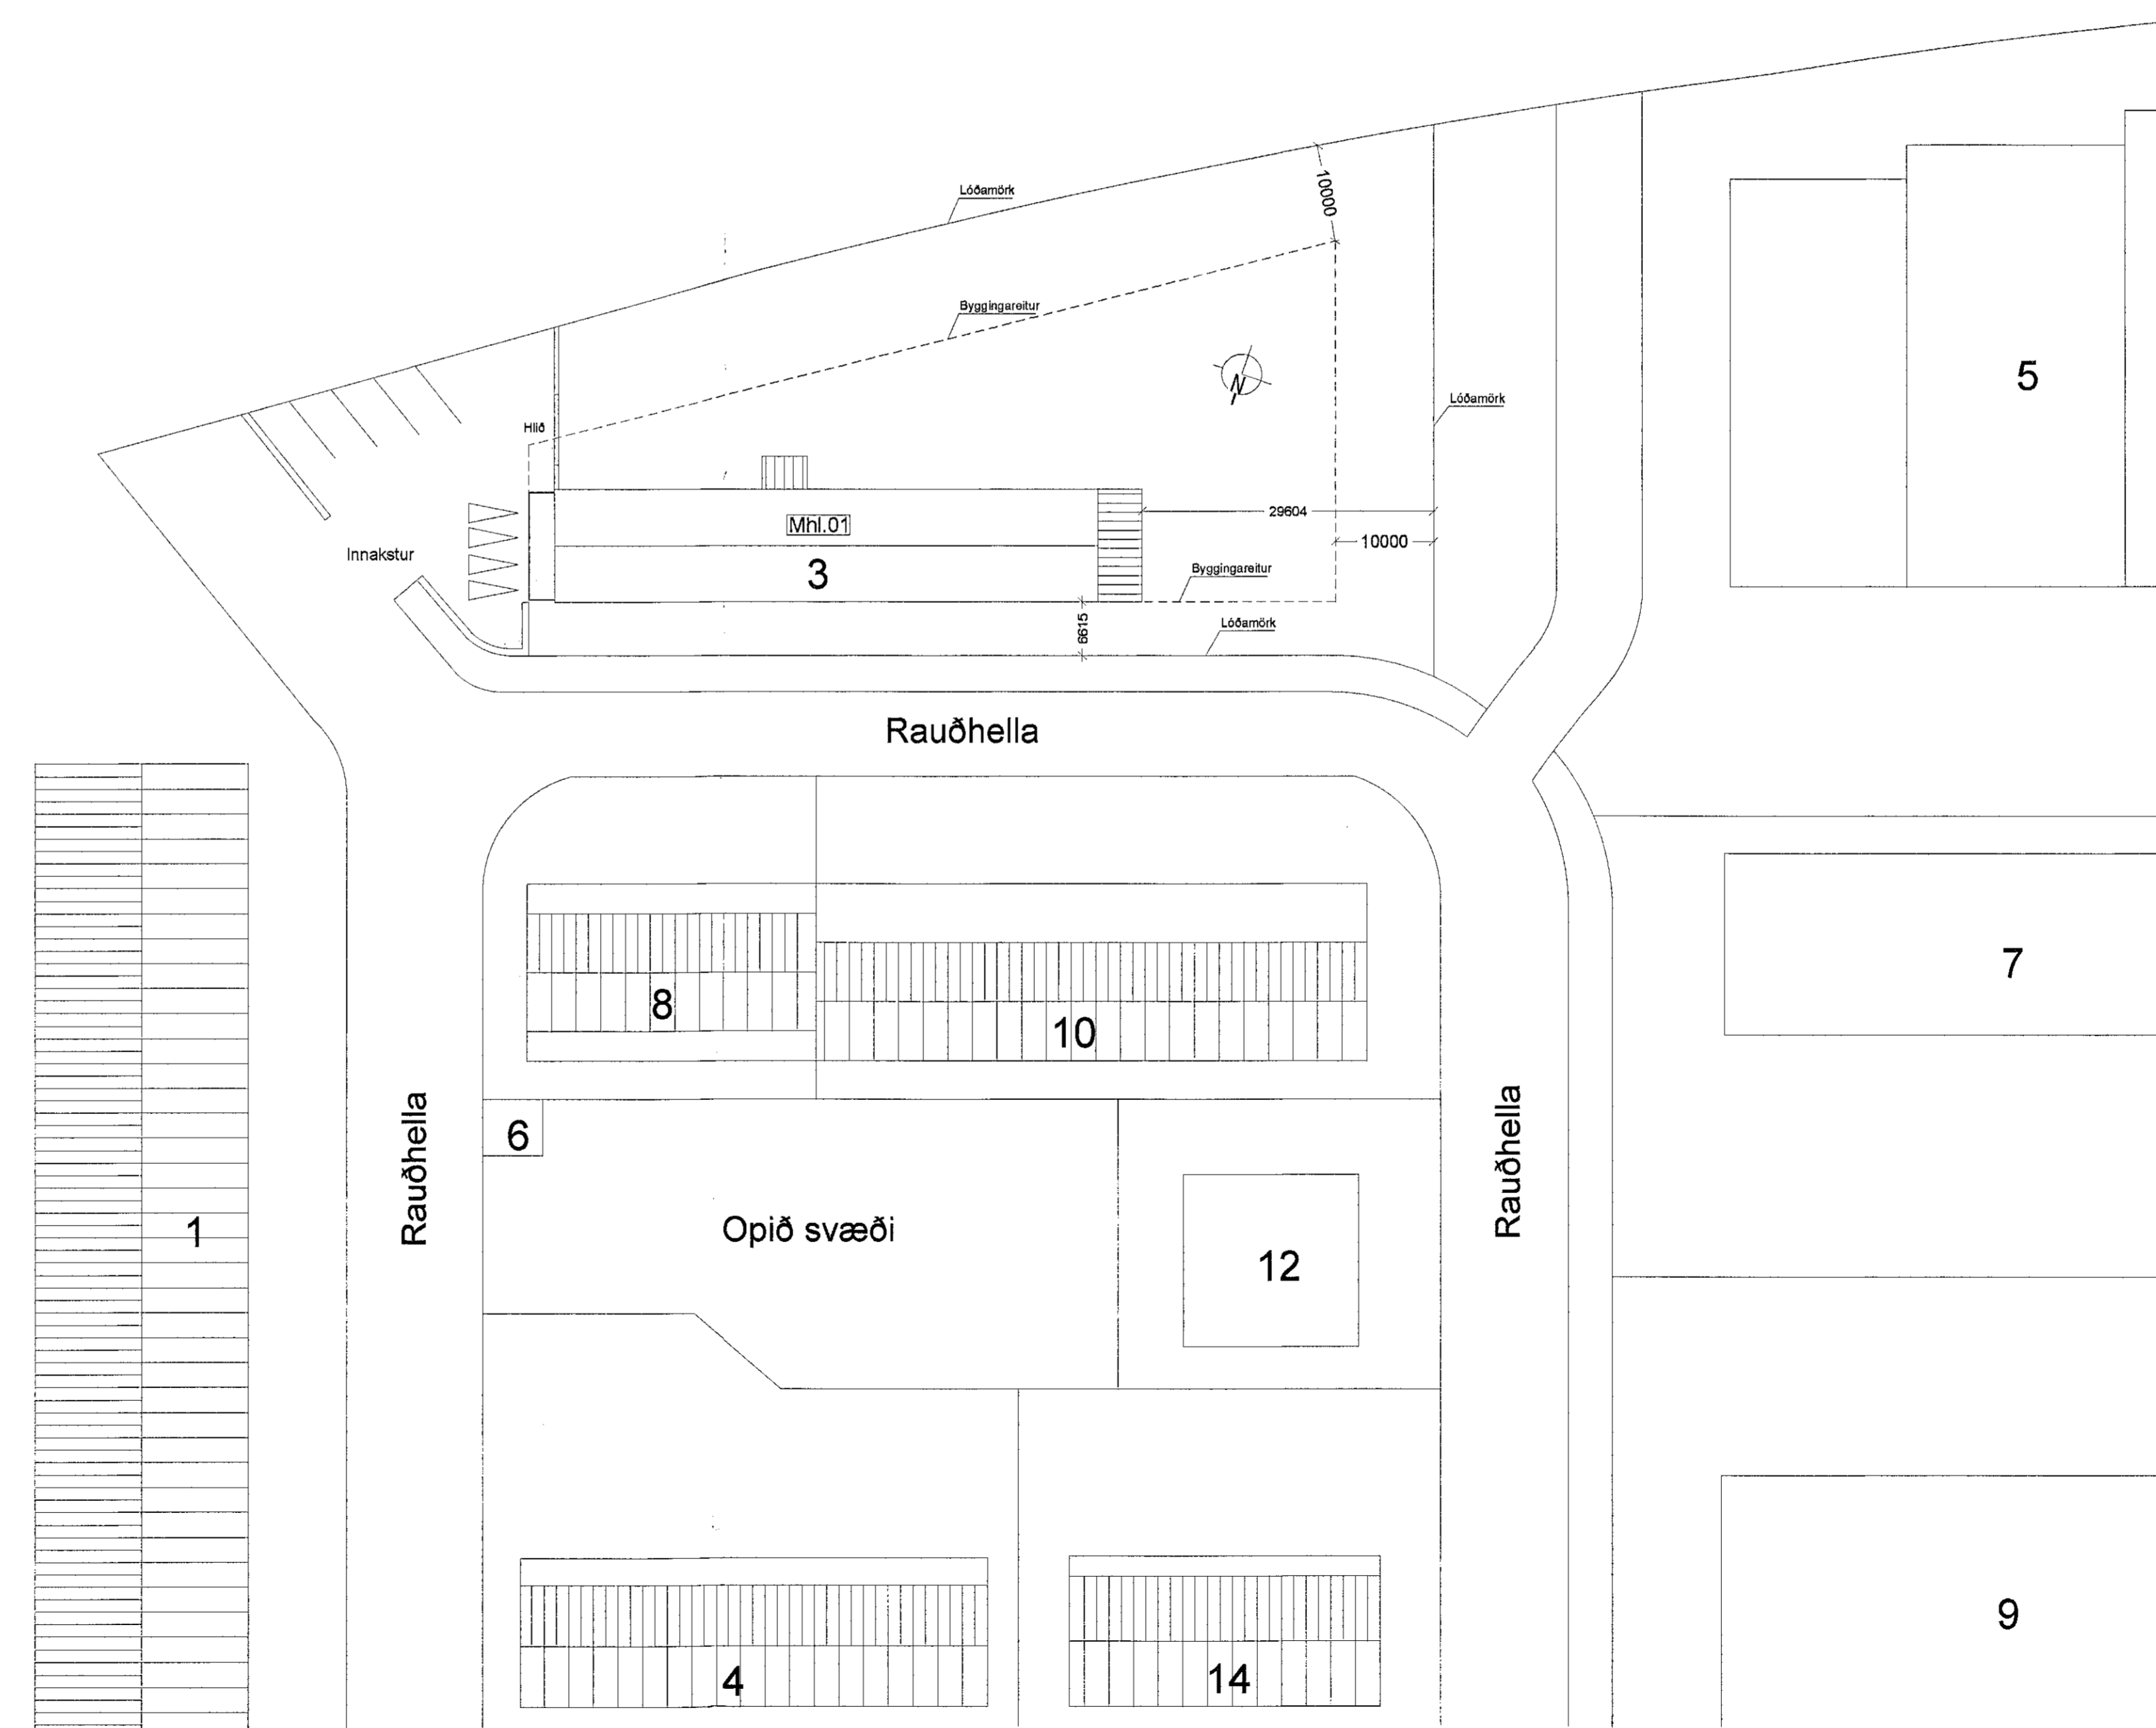 Lóðamörk
10000
Byggingareitur
5
Lóðamörk
Hlið
N
29604
Mhl.01
10000
Innakstur
3
Byggingareitur
6615
Lóðamörk
Rauðhella
7
8
10
6
Rauðhella
Rauðhella
1
Opið svæði
12
9
4
14